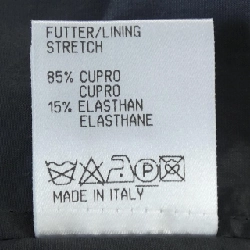 FUTTER/LINING
STRETCH
85% CUPRO
CUPRO
15% ELASTHAN
ELASTHANE
P
MADE IN ITALY